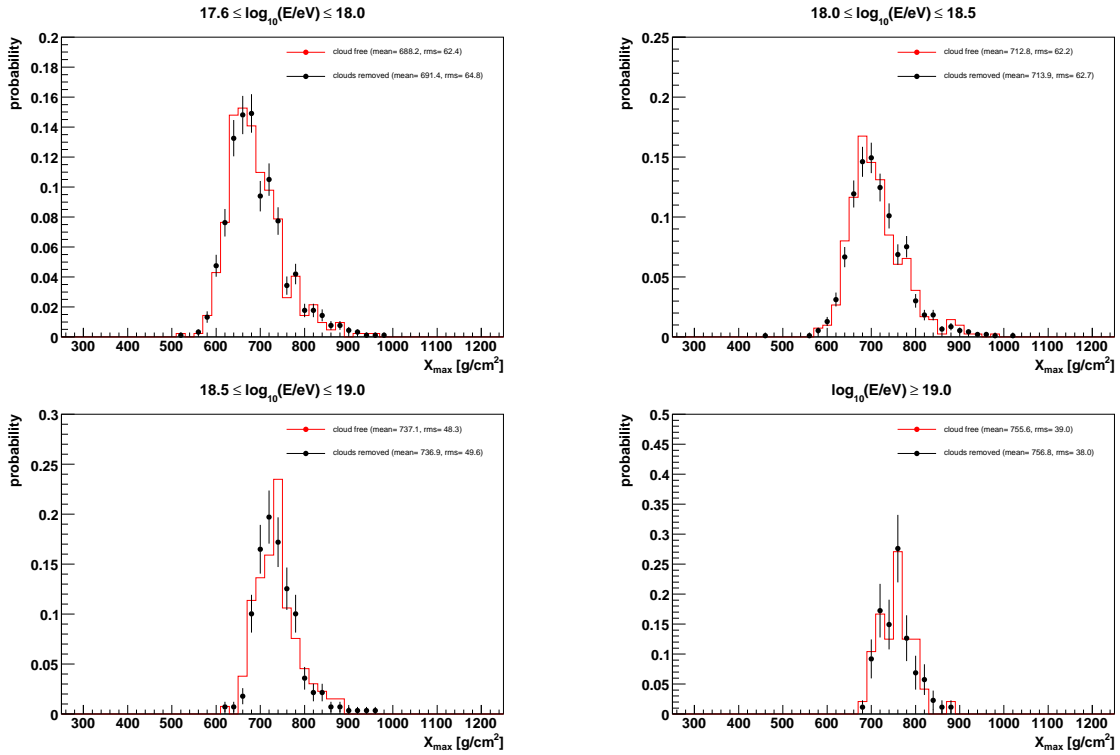 17.6 ≤ log10(E/eV) ≤ 18.0
probability
0.2
0.18
0.16
0.14
0.12
0.1
0.08
0.06
0.04
0.02
0
cloud free (mean= 688.2, rms= 62.4)
clouds removed (mean= 691.4, rms= 64.8)
300 400 500 600 700 800 900 1000 1100 1200
Xmax [g/cm2]
18.0 ≤ log10(E/eV) ≤ 18.5
probability
0.25
0.2
0.15
0.1
0.05
0
cloud free (mean= 712.8, rms= 62.2)
clouds removed (mean= 713.9, rms= 62.7)
300 400 500 600 700 800 900 1000 1100 1200
Xmax [g/cm2]
18.5 ≤ log10(E/eV) ≤ 19.0
probability
0.3
0.25
0.2
0.15
0.1
0.05
0
cloud free (mean= 737.1, rms= 48.3)
clouds removed (mean= 736.9, rms= 49.6)
300 400 500 600 700 800 900 1000 1100 1200
Xmax [g/cm2]
log10(E/eV) ≥ 19.0
probability
0.5
0.45
0.4
0.35
0.3
0.25
0.2
0.15
0.1
0.05
0
cloud free (mean= 755.6, rms= 39.0)
clouds removed (mean= 756.8, rms= 38.0)
300 400 500 600 700 800 900 1000 1100 1200
Xmax [g/cm2]